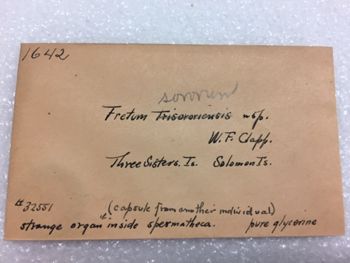 1642
sororum
Fretum Trisororiensis n sp.
W. F. Clapp.
Three Sisters. Is. Solomon Is.
# 32551 (capsule from another individual)
strange organ inside spermatheca. pure glycerine